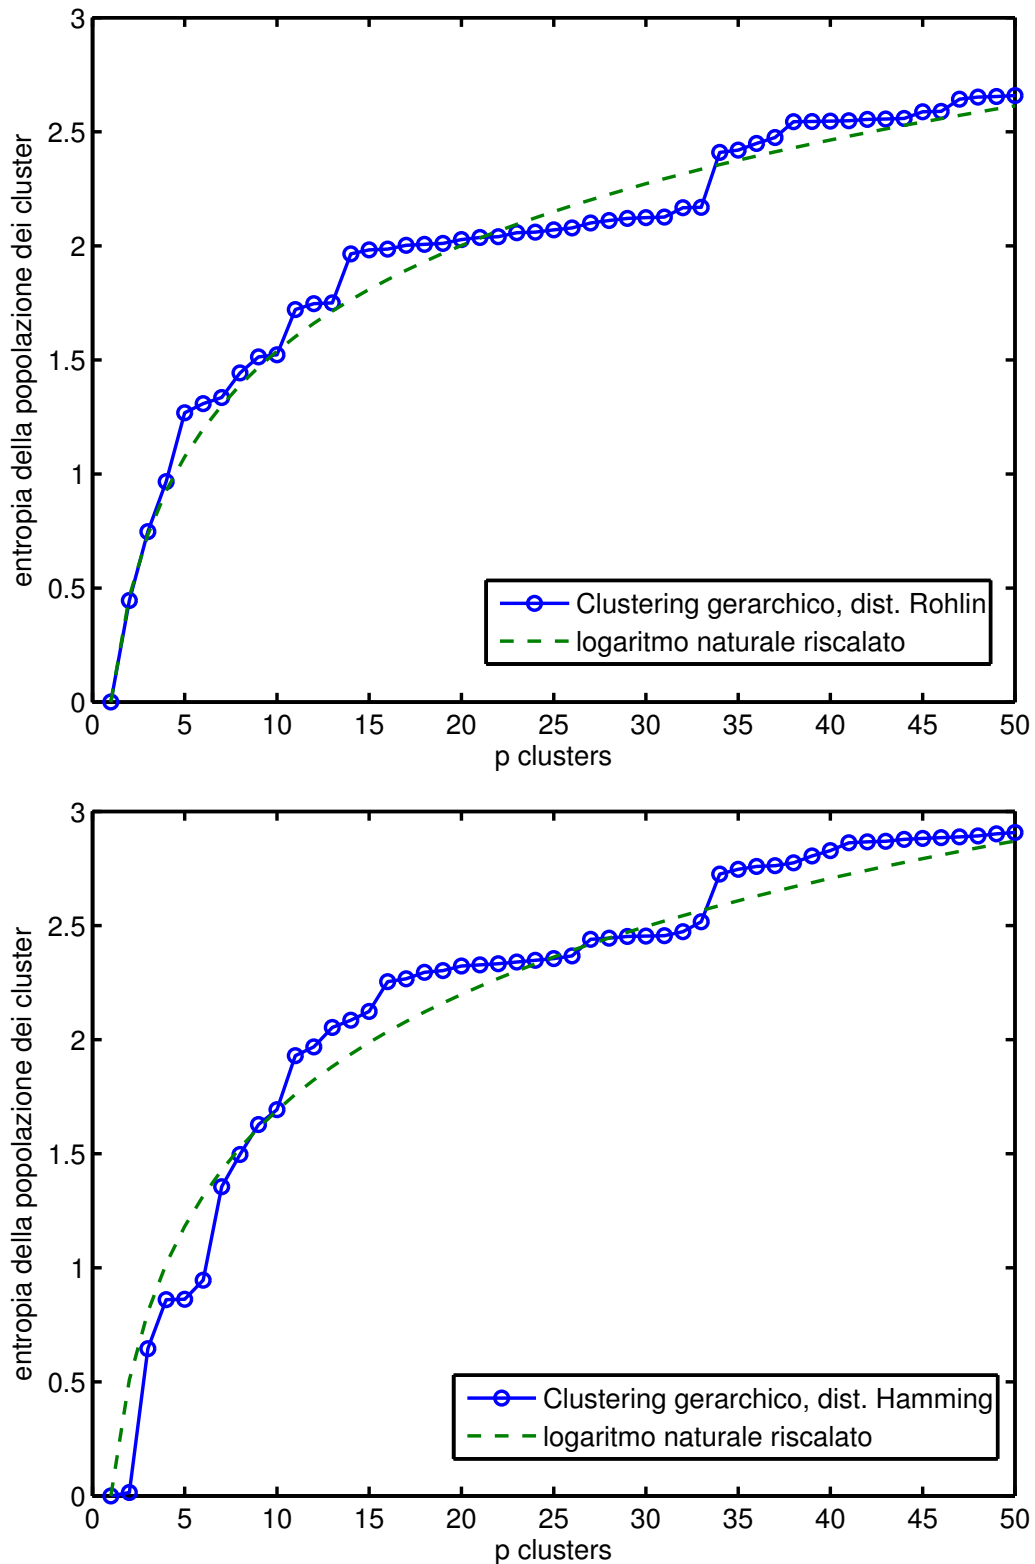 3
2.5
2
1.5
1
0.5
0
entropia della popolazione dei cluster
Clustering gerarchico, dist. Rohlin
logaritmo naturale riscalato
0 5 10 15 20 25 30 35 40 45 50
p clusters
3
2.5
2
1.5
1
0.5
0
entropia della popolazione dei cluster
Clustering gerarchico, dist. Hamming
logaritmo naturale riscalato
0 5 10 15 20 25 30 35 40 45 50
p clusters